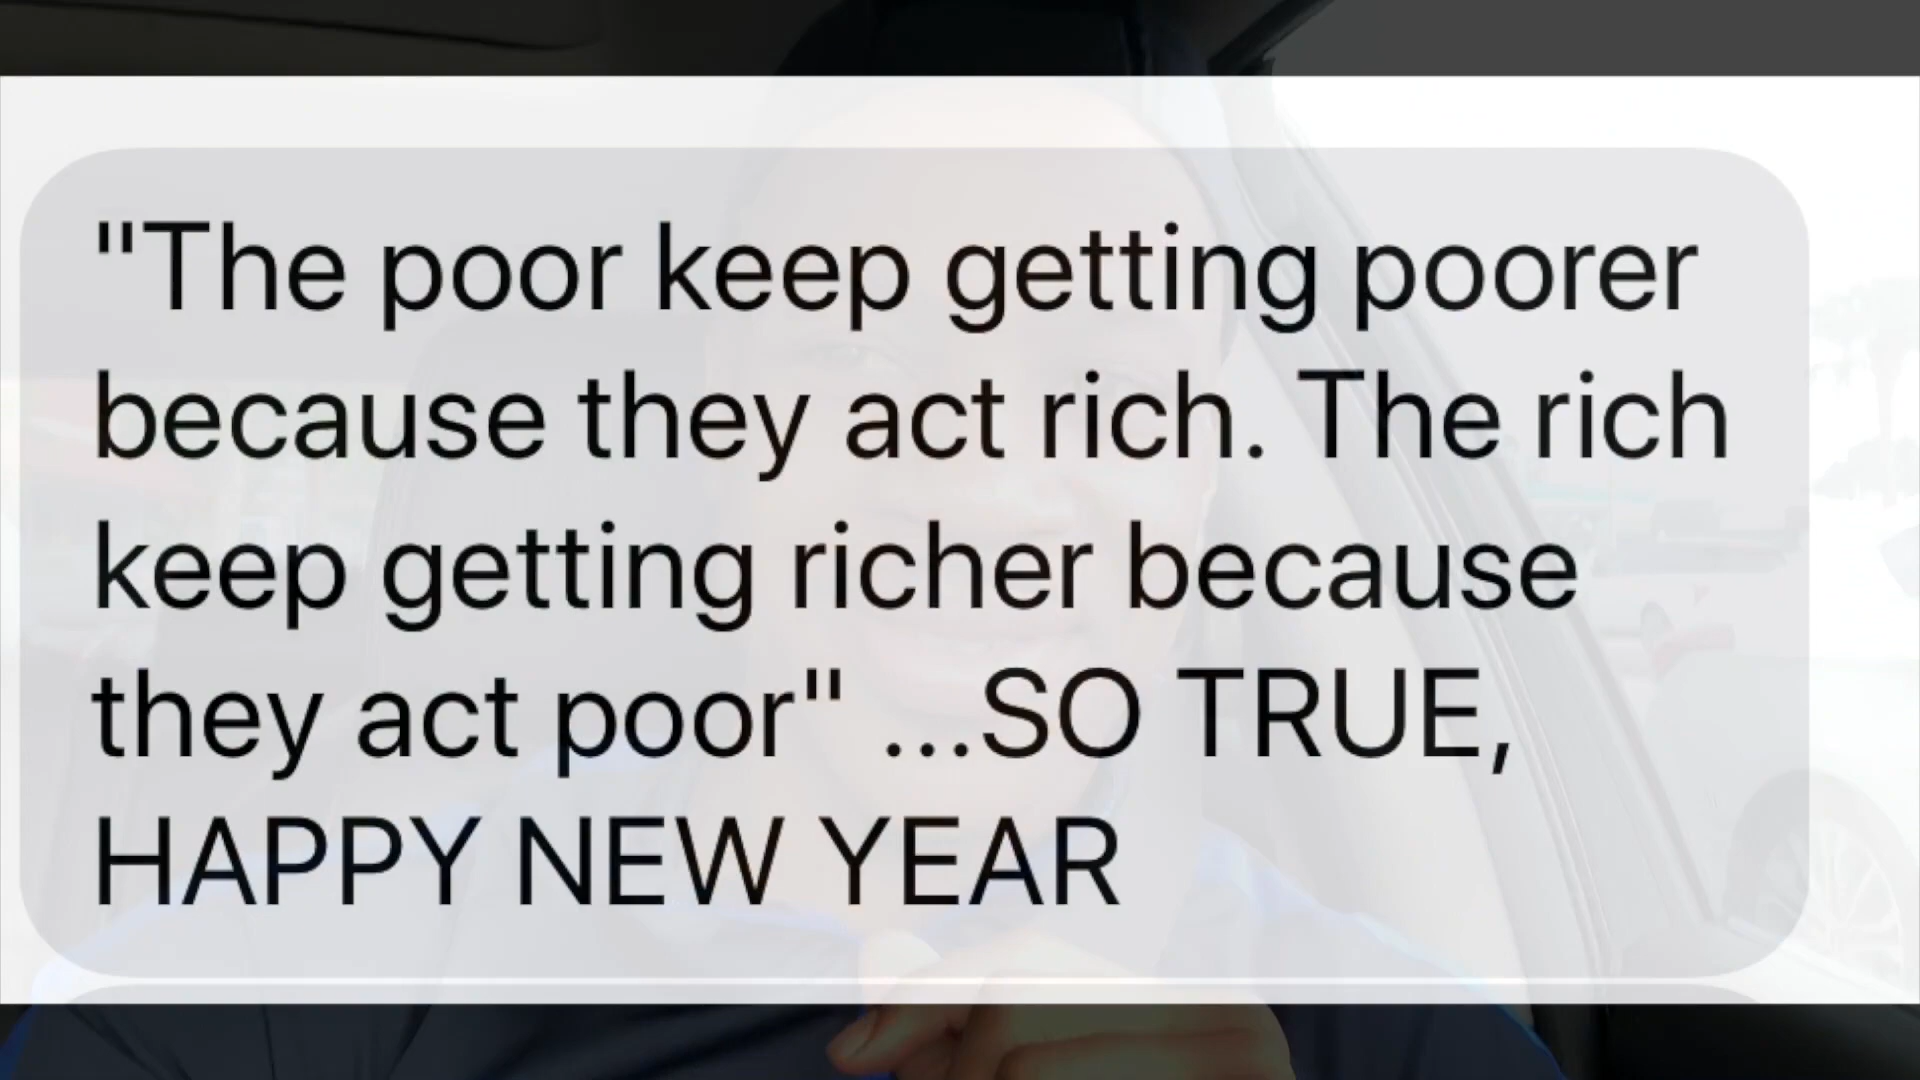 "The poor keep getting poorer
because they act rich. The rich
keep getting richer because
they act poor" ...SO TRUE,
HAPPY NEW YEAR